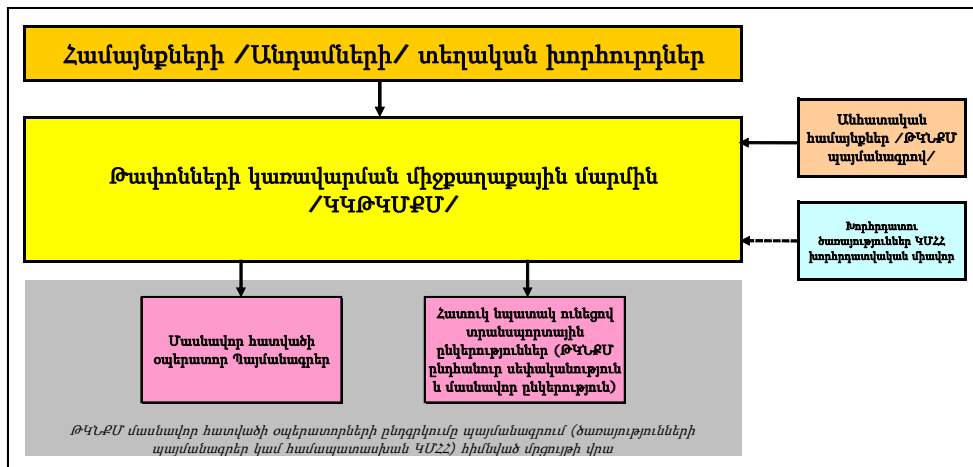 Համայնքների /Անդամների/ տեղական խորհուրդներ
Թափոնների կառավարման միջքաղաքային մարմին
/ԿԿԹԿՄՔՄ/
Անհատական
համայնքներ /ԹԿՆՔՄ
պայմանագրով/
Խորհրդատու
ծառայություններ ԿՄՀՀ
խորհրդատվական միավոր
Մասնավոր հատվածի
օպերատոր Պայմանագրեր
Հատուկ նպատակ ունեցով
տրանսպորտային
ընկերություններ (ԹԿՆՔՄ
ընդհանուր սեփականություն
և մասնավոր ընկերություն)
ԹԿՆՔՄ մասնավոր հատվածի օպերատորների ընդգրկումը պայմանագրում (ծառայությունների
պայմանագրեր կամ համապատասխան ԿՄՀՀ) հիմնված մրցույթի վրա